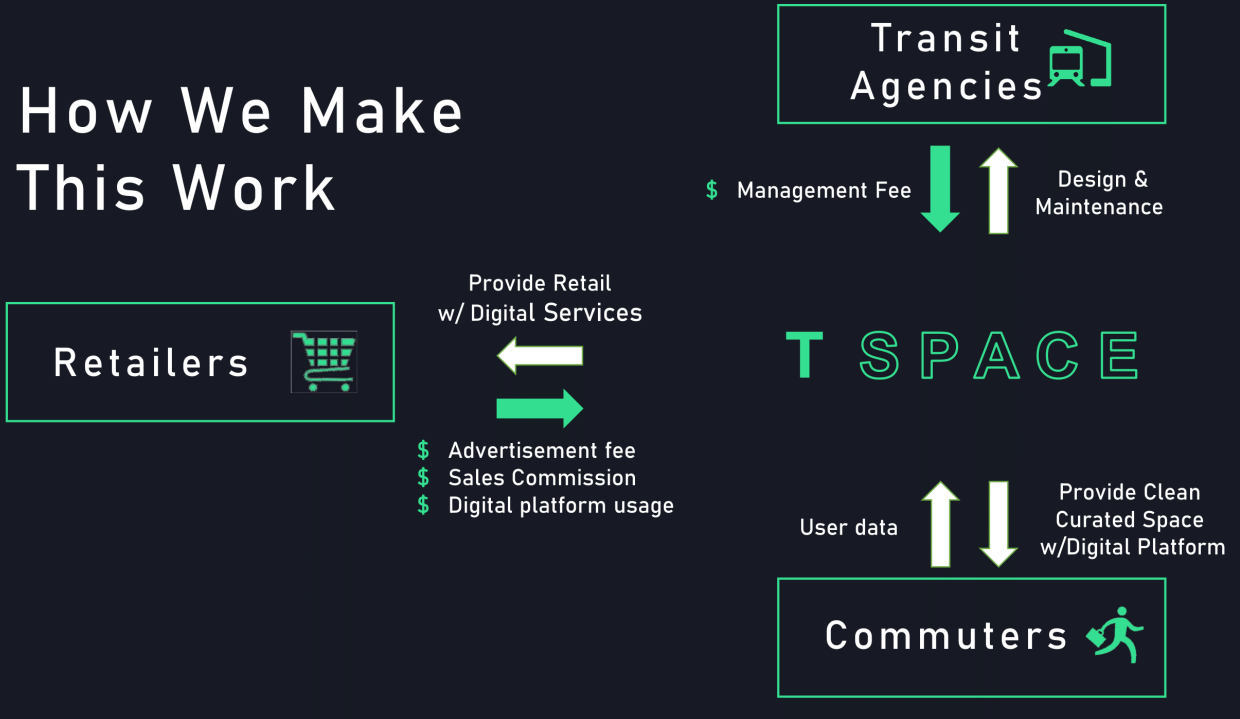 How We Make
This Work
Transit
Agencies
$ Management Fee
Design &
Maintenance
Provide Retail
w/ Digital Services
Retailers
T SPACE
$ Advertisement fee
$ Sales Commission
$ Digital platform usage
User data
Provide Clean
Curated Space
w/Digital Platform
Commuters